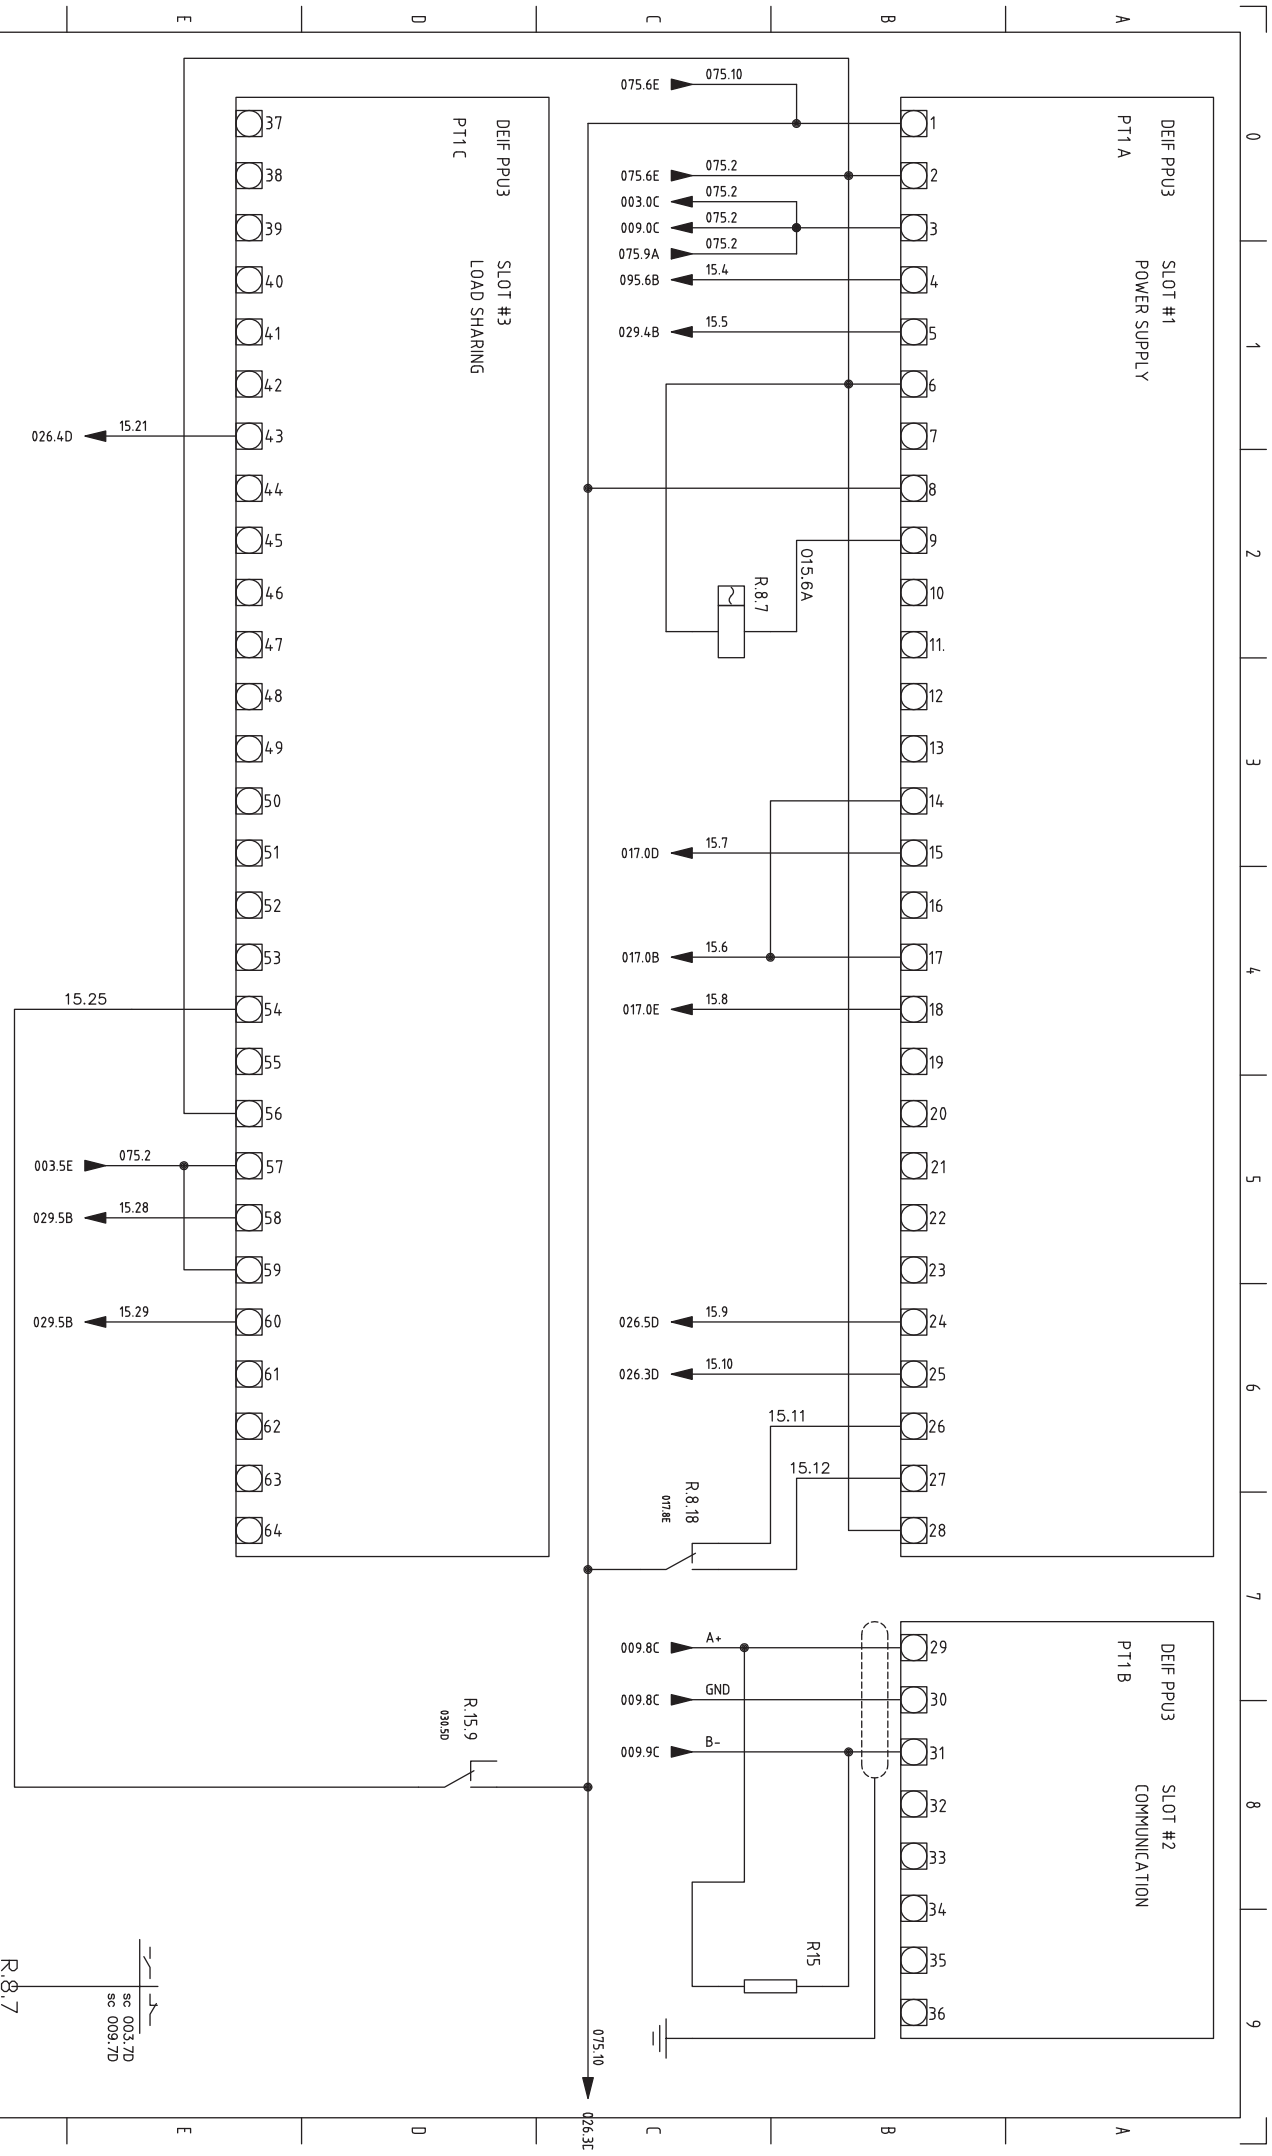 0
1
2
3
4
5
6
7
8
9
A
B
C
D
E
A
B
C
D
E
DEIF PPU3
PT1 A
SLOT #1
POWER SUPPLY
1
2
3
4
5
6
7
8
9
10
11.
12
13
14
15
16
17
18
19
20
21
22
23
24
25
26
27
28
DEIF PPU3
PT1 B
SLOT #2
COMMUNICATION
29
30
31
32
33
34
35
36
075.10
075.6E
075.2
075.6E
075.2
003.0C
075.2
009.0C
075.2
075.9A
15.4
095.6B
15.5
029.4B
015.6A
R.8.7
15.7
017.0D
15.6
017.0B
15.8
017.0E
15.9
026.5D
15.10
026.3D
15.11
15.12
R.8.18
017.8E
A+
009.8C
GND
009.8C
B-
009.9C
R15
075.10
026.3D
DEIF PPU3
PT1 C
SLOT #3
LOAD SHARING
37
38
39
40
41
42
43
44
45
46
47
48
49
50
51
52
53
54
55
56
57
58
59
60
61
62
63
64
15.21
026.4D
15.25
075.2
003.5E
15.28
029.5B
15.29
029.5B
R.15.9
030.5D
sc 003.7D
sc 009.7D
R.8.7